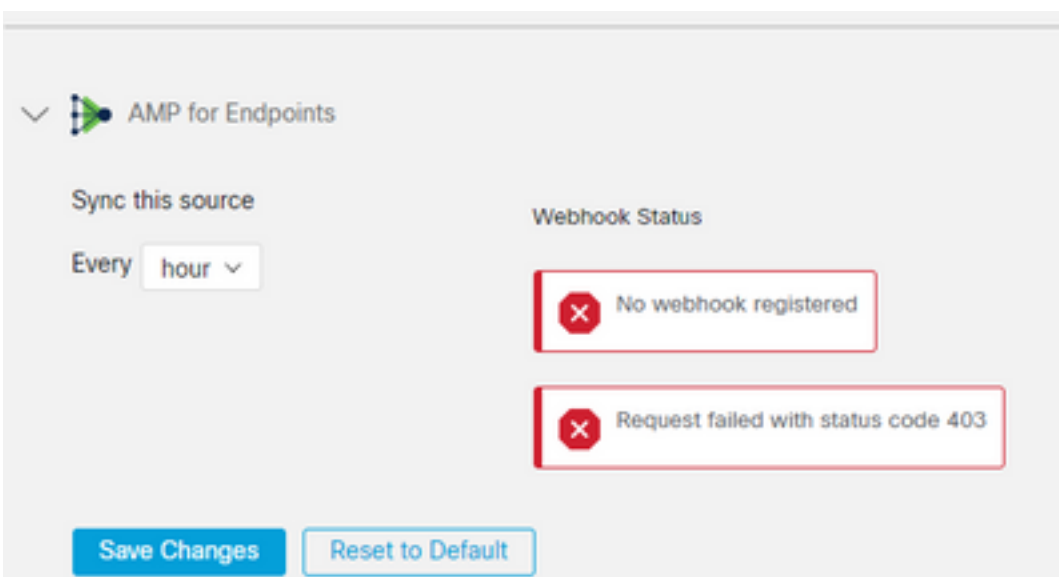 AMP for Endpoints
Sync this source
Every hour
Webhook Status
No webhook registered
Request failed with status code 403
Save Changes
Reset to Default